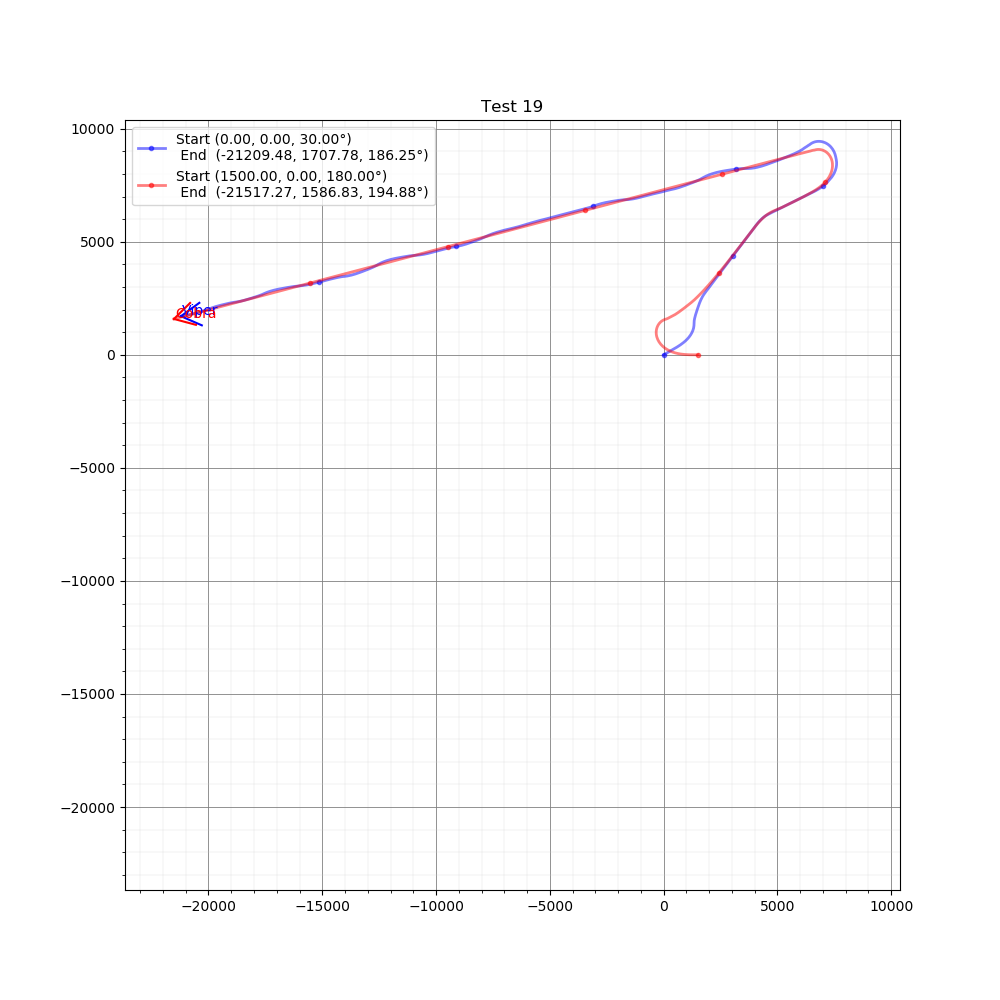 Test 19
Start (0.00, 0.00, 30.00°)
End (-21209.48, 1707.78, 186.25°)
Start (1500.00, 0.00, 180.00°)
End (-21517.27, 1586.83, 194.88°)
10000
5000
0
−5000
−10000
−15000
−20000
Viper
Cobra
−20000 −15000 −10000 −5000 0 5000 10000